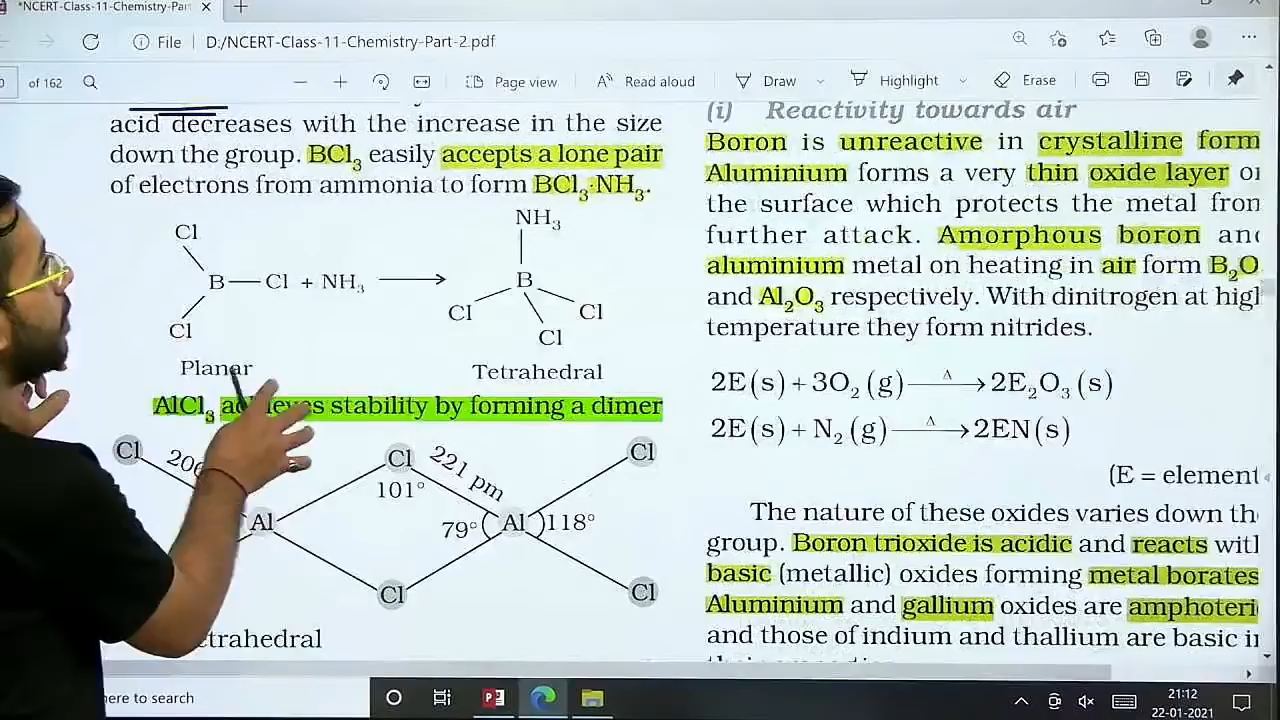 *NCERT-Class-11-Chemistry-Par
File D:/NCERT-Class-11-Chemistry-Part-2.pdf
of 162 Page view Read aloud Draw Highlight Erase
acid decreases with the increase in the size
down the group. BCl3 easily accepts a lone pair
of electrons from ammonia to form BCl3·NH3.
NH3
Cl
B Cl + NH3
B
Cl Cl
Cl
Cl
Planar
Tetrahedral
AlCl3 achieves stability by forming a dimer
Cl
206
Cl
221 pm
Cl
101°
Al
79°
Al
118°
Cl
Cl
etrahedral
(i) Reactivity towards air
Boron is unreactive in crystalline form
Aluminium forms a very thin oxide layer on
the surface which protects the metal from
further attack. Amorphous boron and
aluminium metal on heating in air form B2O
and Al2O3 respectively. With dinitrogen at high
temperature they form nitrides.
2E(s) + 3O2(g) Δ→ 2E2O3(s)
2E(s) + N2(g) Δ→ 2EN(s)
(E = element
The nature of these oxides varies down the
group. Boron trioxide is acidic and reacts with
basic (metallic) oxides forming metal borates
Aluminium and gallium oxides are amphoteri
and those of indium and thallium are basic in
here to search
21:12
22-01-2021